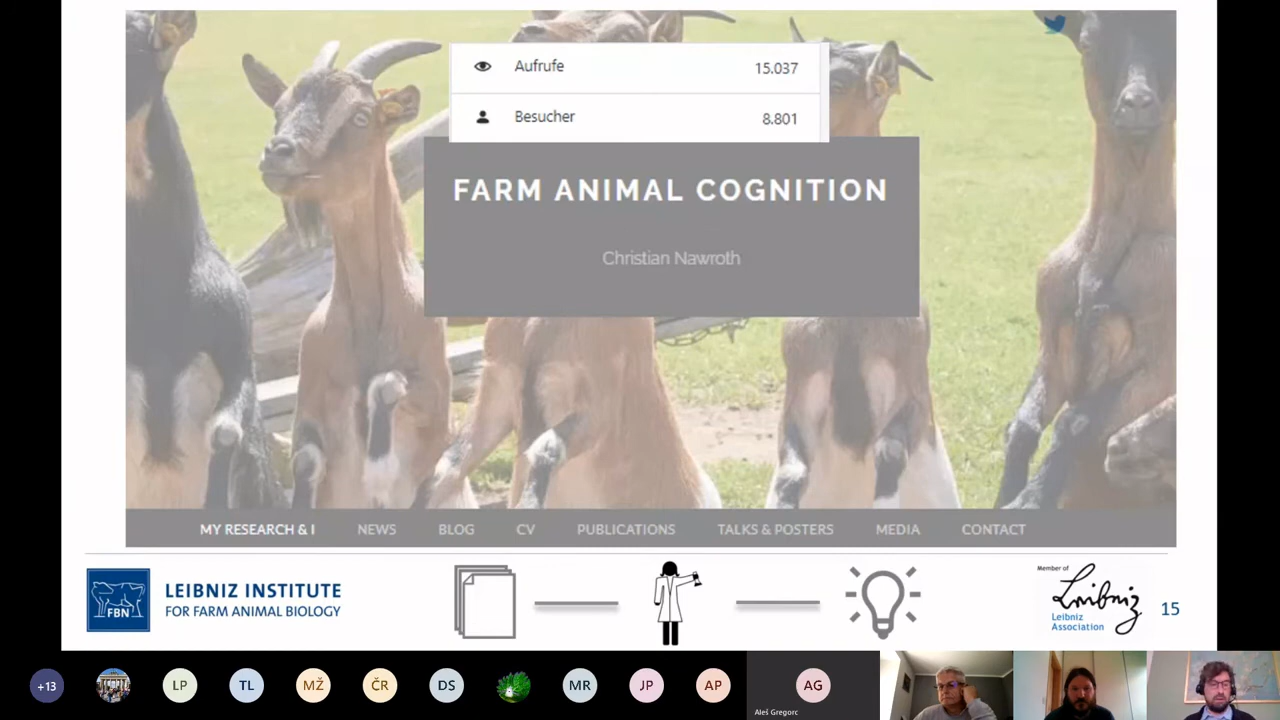 Aufrufe 15.037
Besucher 8.801
FARM ANIMAL COGNITION
Christian Nawroth
MY RESEARCH & I NEWS BLOG CV PUBLICATIONS TALKS & POSTERS MEDIA CONTACT
FBN
LEIBNIZ INSTITUTE
FOR FARM ANIMAL BIOLOGY
Member of
Leibniz
Leibniz
Association
15
+13 LP TL MŽ ČR DS MR JP AP AG
Aleš Gregorc